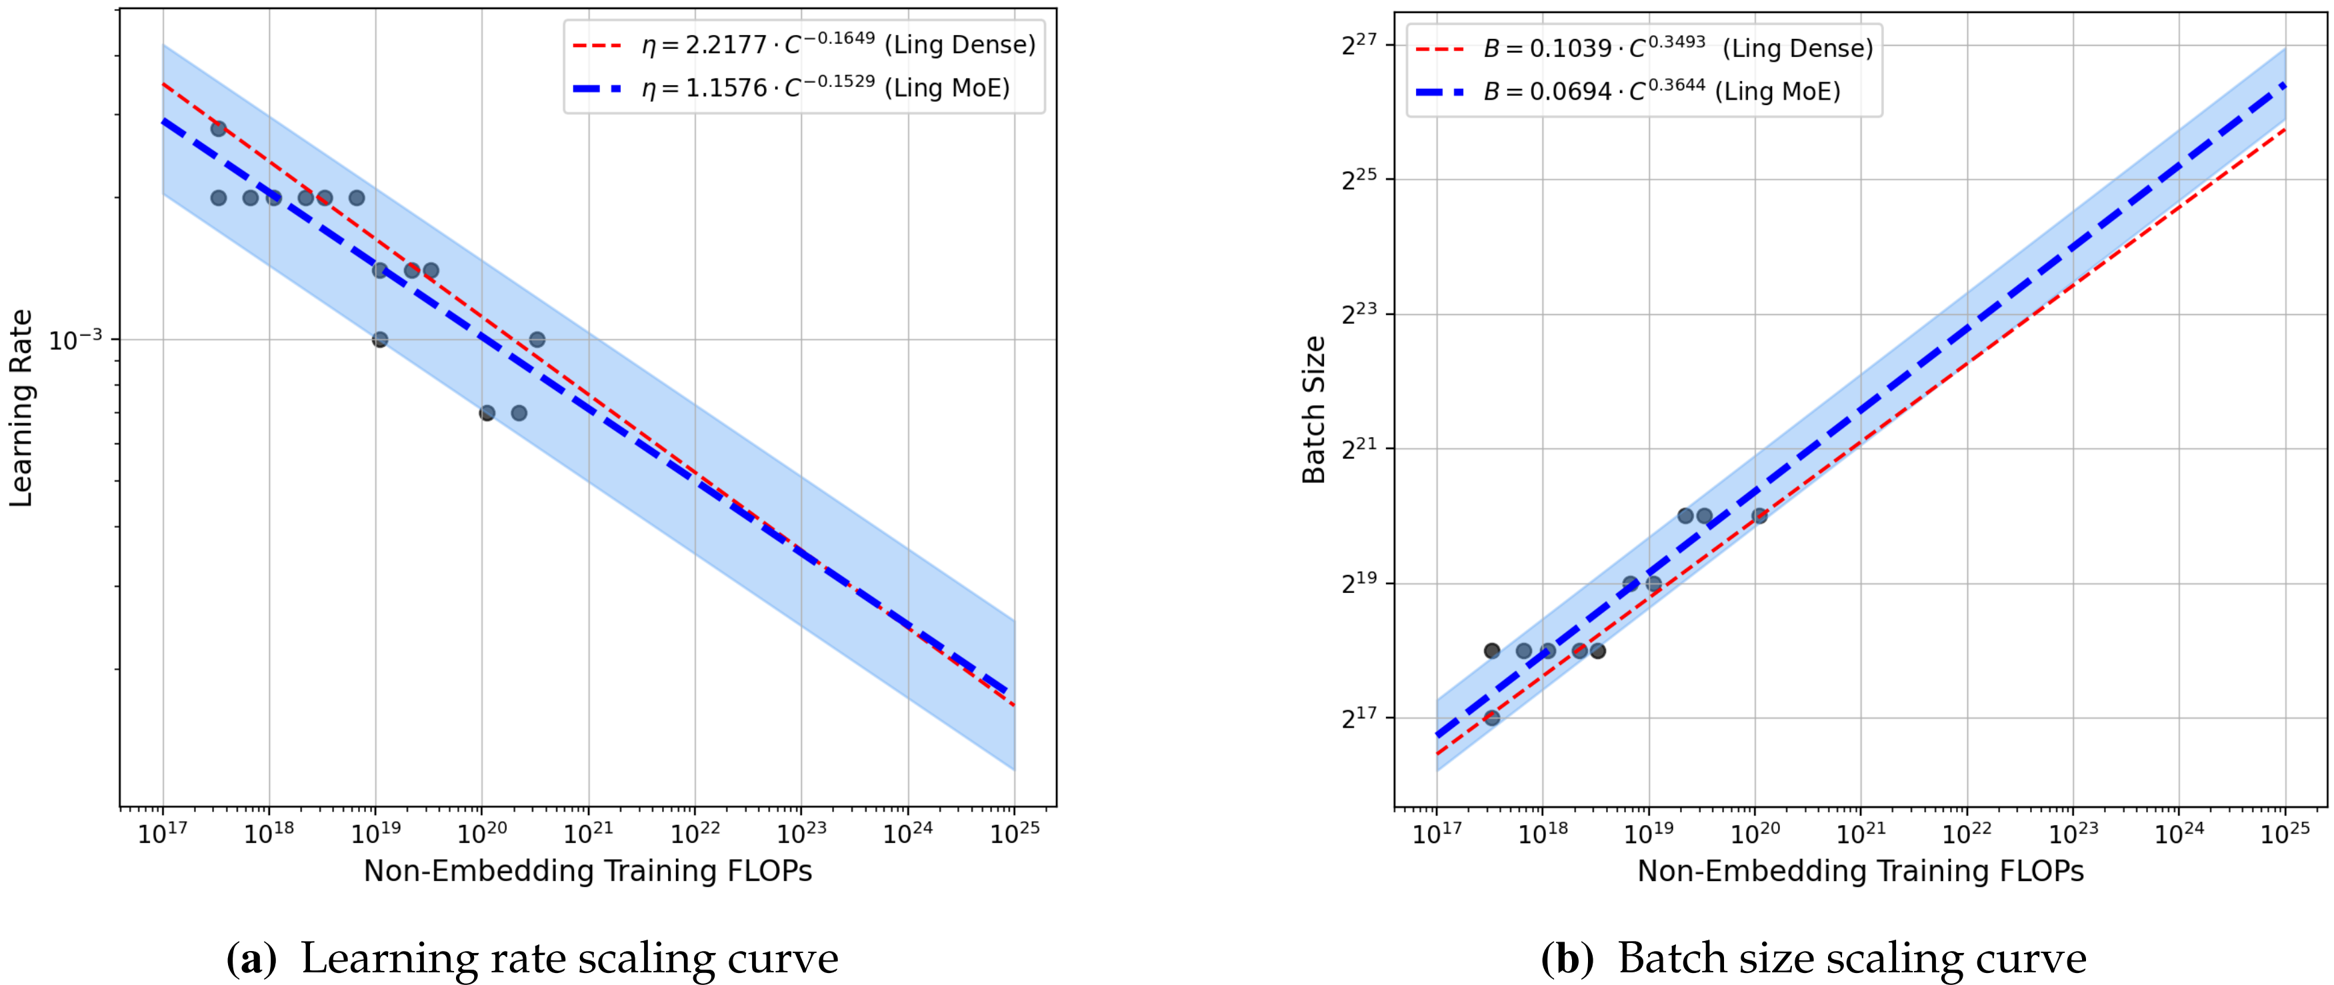 η = 2.2177 · C^−0.1649 (Ling Dense)
η = 1.1576 · C^−0.1529 (Ling MoE)
Learning Rate
10^−3
10^17 10^18 10^19 10^20 10^21 10^22 10^23 10^24 10^25
Non-Embedding Training FLOPs
(a) Learning rate scaling curve
B = 0.1039 · C^0.3493 (Ling Dense)
B = 0.0694 · C^0.3644 (Ling MoE)
Batch Size
2^27
2^25
2^23
2^21
2^19
2^17
10^17 10^18 10^19 10^20 10^21 10^22 10^23 10^24 10^25
Non-Embedding Training FLOPs
(b) Batch size scaling curve